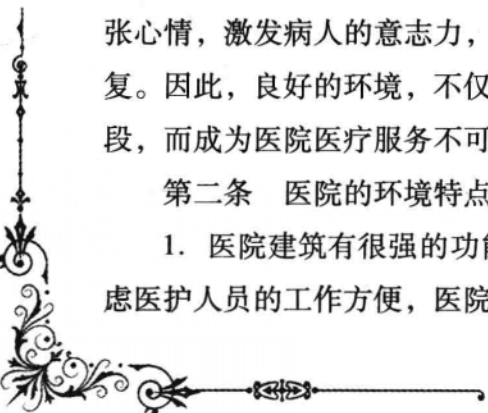 张心情，激发病人的意志力，
复。因此，良好的环境，不仅
段，而成为医院医疗服务不可
第二条　医院的环境特点
1. 医院建筑有很强的功能
虑医护人员的工作方便，医院